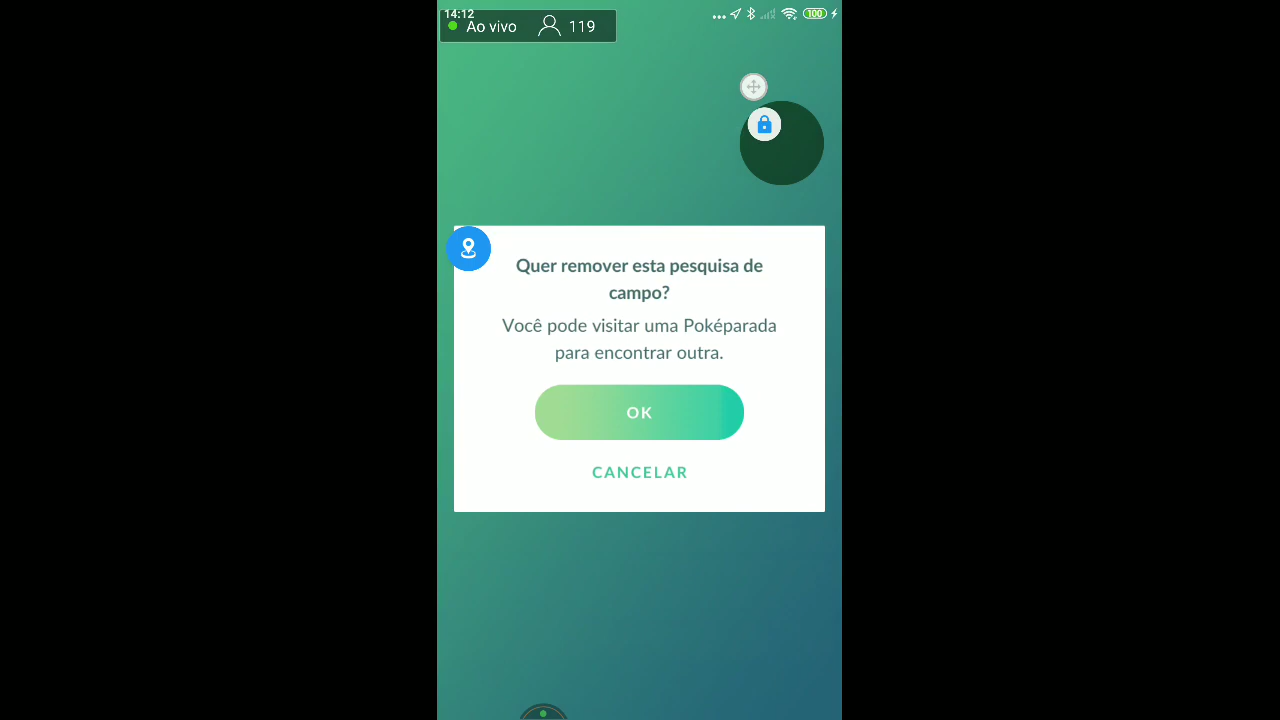 14:12
Ao vivo 119
100
Quer remover esta pesquisa de
campo?
Você pode visitar uma Poképarada
para encontrar outra.
OK
CANCELAR